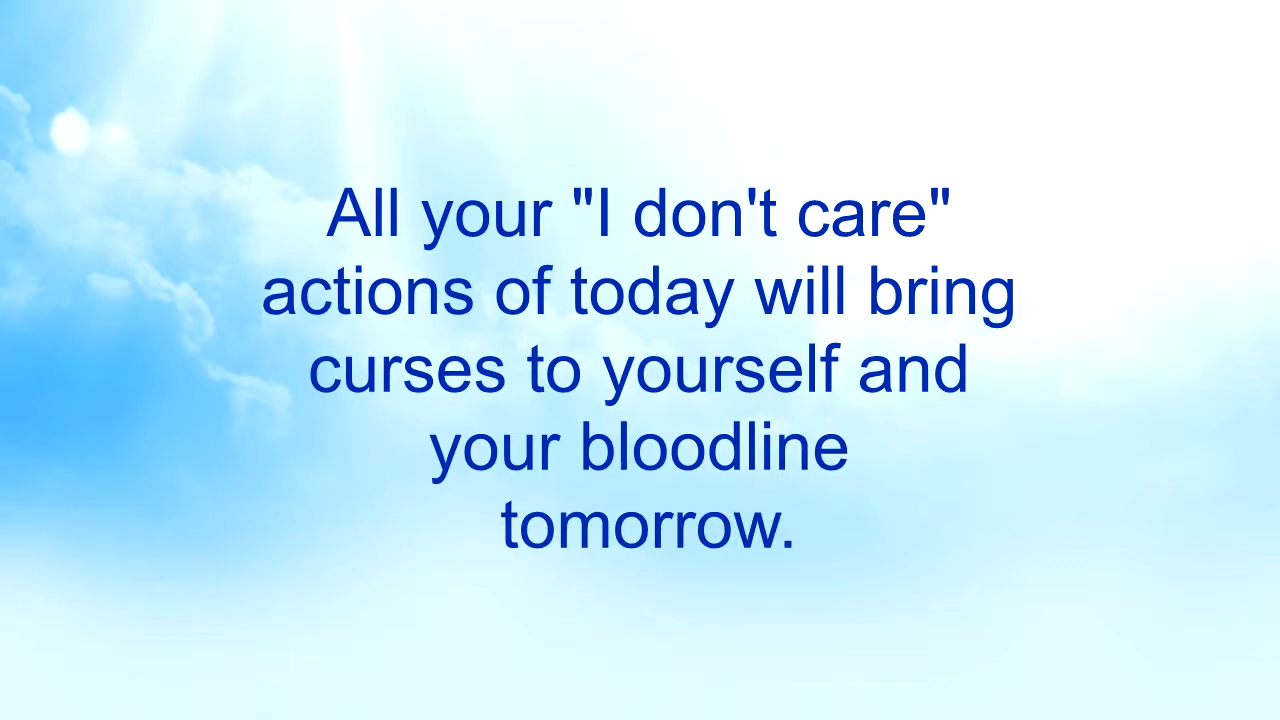 All your "I don't care"
actions of today will bring
curses to yourself and
your bloodline
tomorrow.